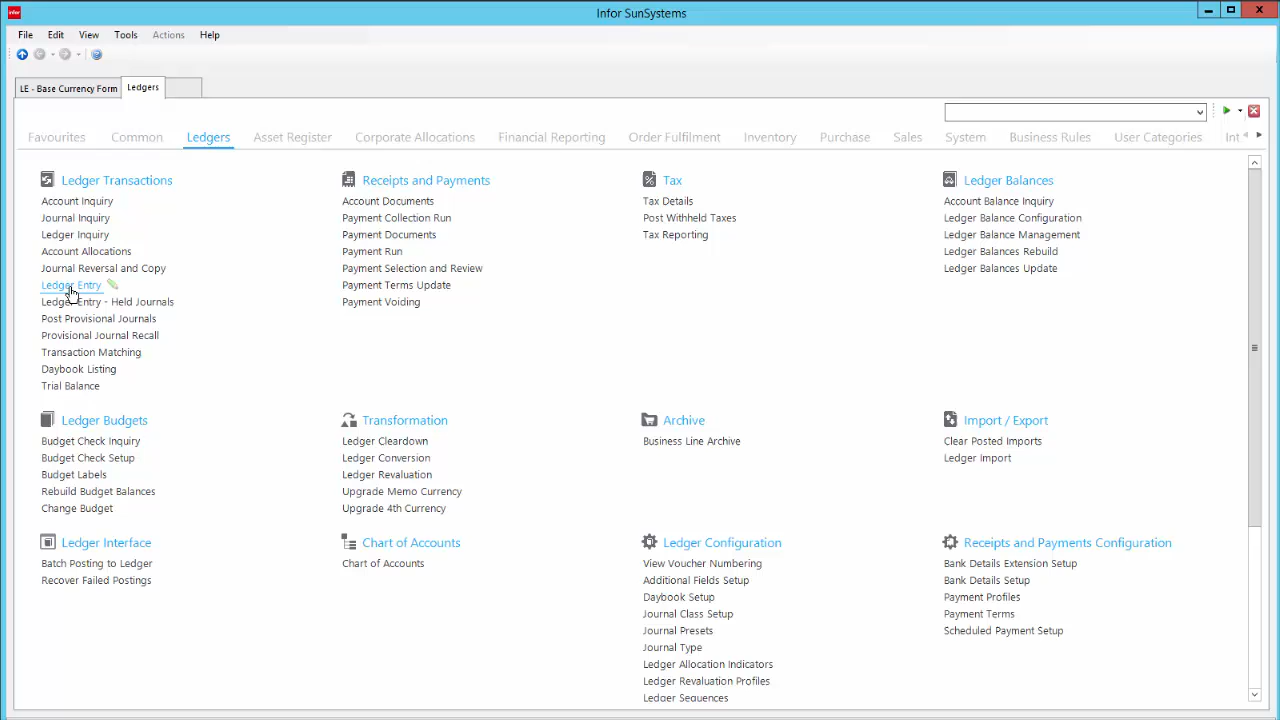 infor
Infor SunSystems
File Edit View Tools Actions Help
LE - Base Currency Form Ledgers
Favourites Common Ledgers Asset Register Corporate Allocations Financial Reporting Order Fulfilment Inventory Purchase Sales System Business Rules User Categories Int
Ledger Transactions
Account Inquiry
Journal Inquiry
Ledger Inquiry
Account Allocations
Journal Reversal and Copy
Ledger Entry
Ledger Entry - Held Journals
Post Provisional Journals
Provisional Journal Recall
Transaction Matching
Daybook Listing
Trial Balance
Receipts and Payments
Account Documents
Payment Collection Run
Payment Documents
Payment Run
Payment Selection and Review
Payment Terms Update
Payment Voiding
Tax
Tax Details
Post Withheld Taxes
Tax Reporting
Ledger Balances
Account Balance Inquiry
Ledger Balance Configuration
Ledger Balance Management
Ledger Balances Rebuild
Ledger Balances Update
Ledger Budgets
Budget Check Inquiry
Budget Check Setup
Budget Labels
Rebuild Budget Balances
Change Budget
Transformation
Ledger Cleardown
Ledger Conversion
Ledger Revaluation
Upgrade Memo Currency
Upgrade 4th Currency
Archive
Business Line Archive
Import / Export
Clear Posted Imports
Ledger Import
Ledger Interface
Batch Posting to Ledger
Recover Failed Postings
Chart of Accounts
Chart of Accounts
Ledger Configuration
View Voucher Numbering
Additional Fields Setup
Daybook Setup
Journal Class Setup
Journal Presets
Journal Type
Ledger Allocation Indicators
Ledger Revaluation Profiles
Ledger Sequences
Receipts and Payments Configuration
Bank Details Extension Setup
Bank Details Setup
Payment Profiles
Payment Terms
Scheduled Payment Setup